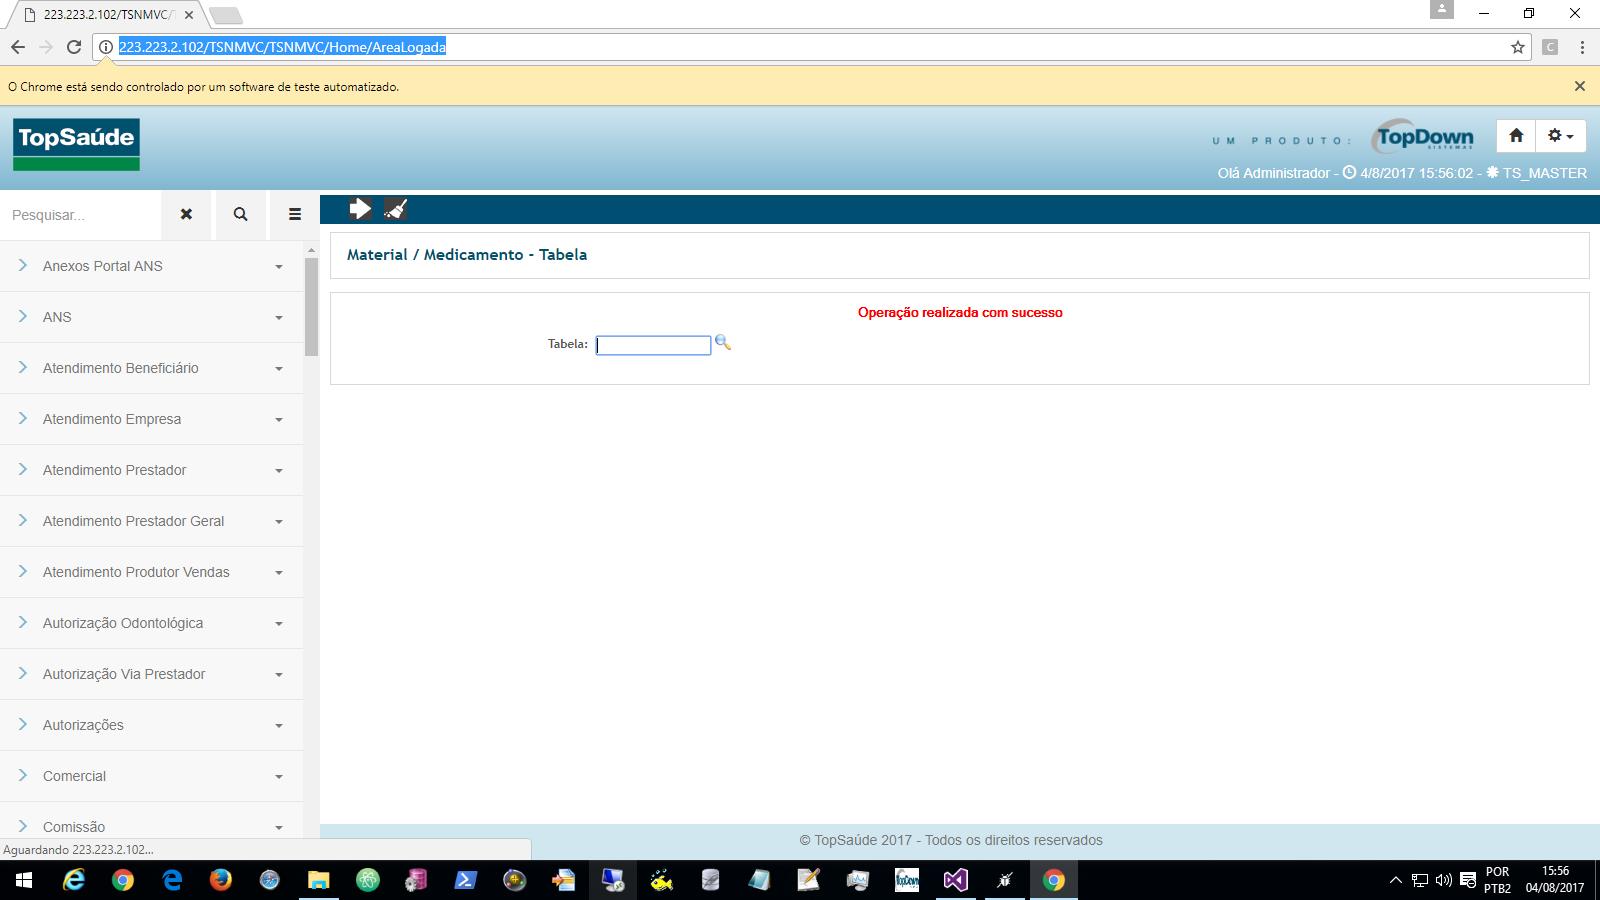 223.223.2.102/TSNMVC/T
223.223.2.102/TSNMVC/TSNMVC/Home/AreaLogada
C
O Chrome está sendo controlado por um software de teste automatizado.
TopSaúde
UM PRODUTO:
TopDown
SISTEMAS
Olá Administrador - 4/8/2017 15:56:02 - TS_MASTER
Pesquisar...
Material / Medicamento - Tabela
Operação realizada com sucesso
Tabela:
Anexos Portal ANS
ANS
Atendimento Beneficiário
Atendimento Empresa
Atendimento Prestador
Atendimento Prestador Geral
Atendimento Produtor Vendas
Autorização Odontológica
Autorização Via Prestador
Autorizações
Comercial
Comissão
© TopSaúde 2017 - Todos os direitos reservados
Aguardando 223.223.2.102...
TopDown
POR
PTB2
15:56
04/08/2017